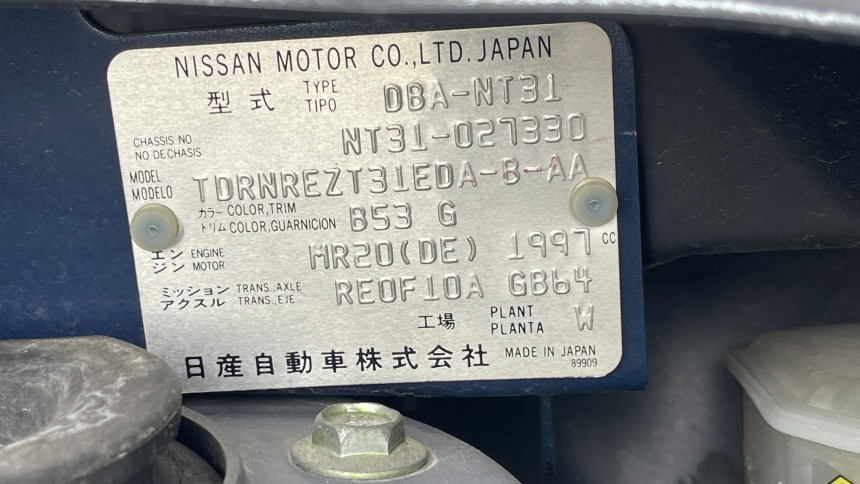 NISSAN MOTOR CO.,LTD. JAPAN
型式 TYPE DBA-NT31
TIPO
CHASSIS NO NT31-027330
NO DE CHASIS
MODEL TDRNREZT31EDA-B-AA
MODELO
カラー COLOR,TRIM B53 G
トリム COLOR,GUARNICION
エン ENGINE MR20(DE) 1997 CC
ジン MOTOR
ミッション TRANS.,AXLE RE0F10A GB64
アクスル TRANS.,EJE
工場 PLANT W
PLANTA
日産自動車株式会社 MADE IN JAPAN
89909